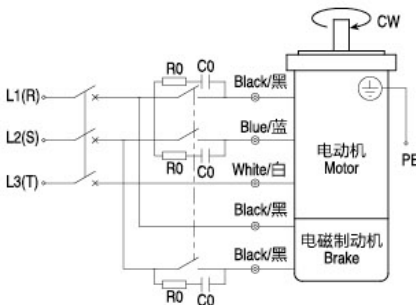 CW
R0 C0
L1(R) Black/黑
L2(S) Blue/蓝
R0 C0
电动机
Motor
PE
L3(T) White/白
Black/黑
电磁制动机
Brake
Black/黑
R0 C0